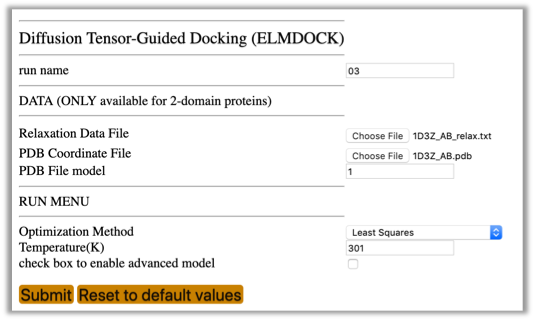 Diffusion Tensor-Guided Docking (ELMDOCK)
run name 03
DATA (ONLY available for 2-domain proteins)
Relaxation Data File Choose File 1D3Z_AB_relax.txt
PDB Coordinate File Choose File 1D3Z_AB.pdb
PDB File model 1
RUN MENU
Optimization Method Least Squares
Temperature(K) 301
check box to enable advanced model
Submit Reset to default values